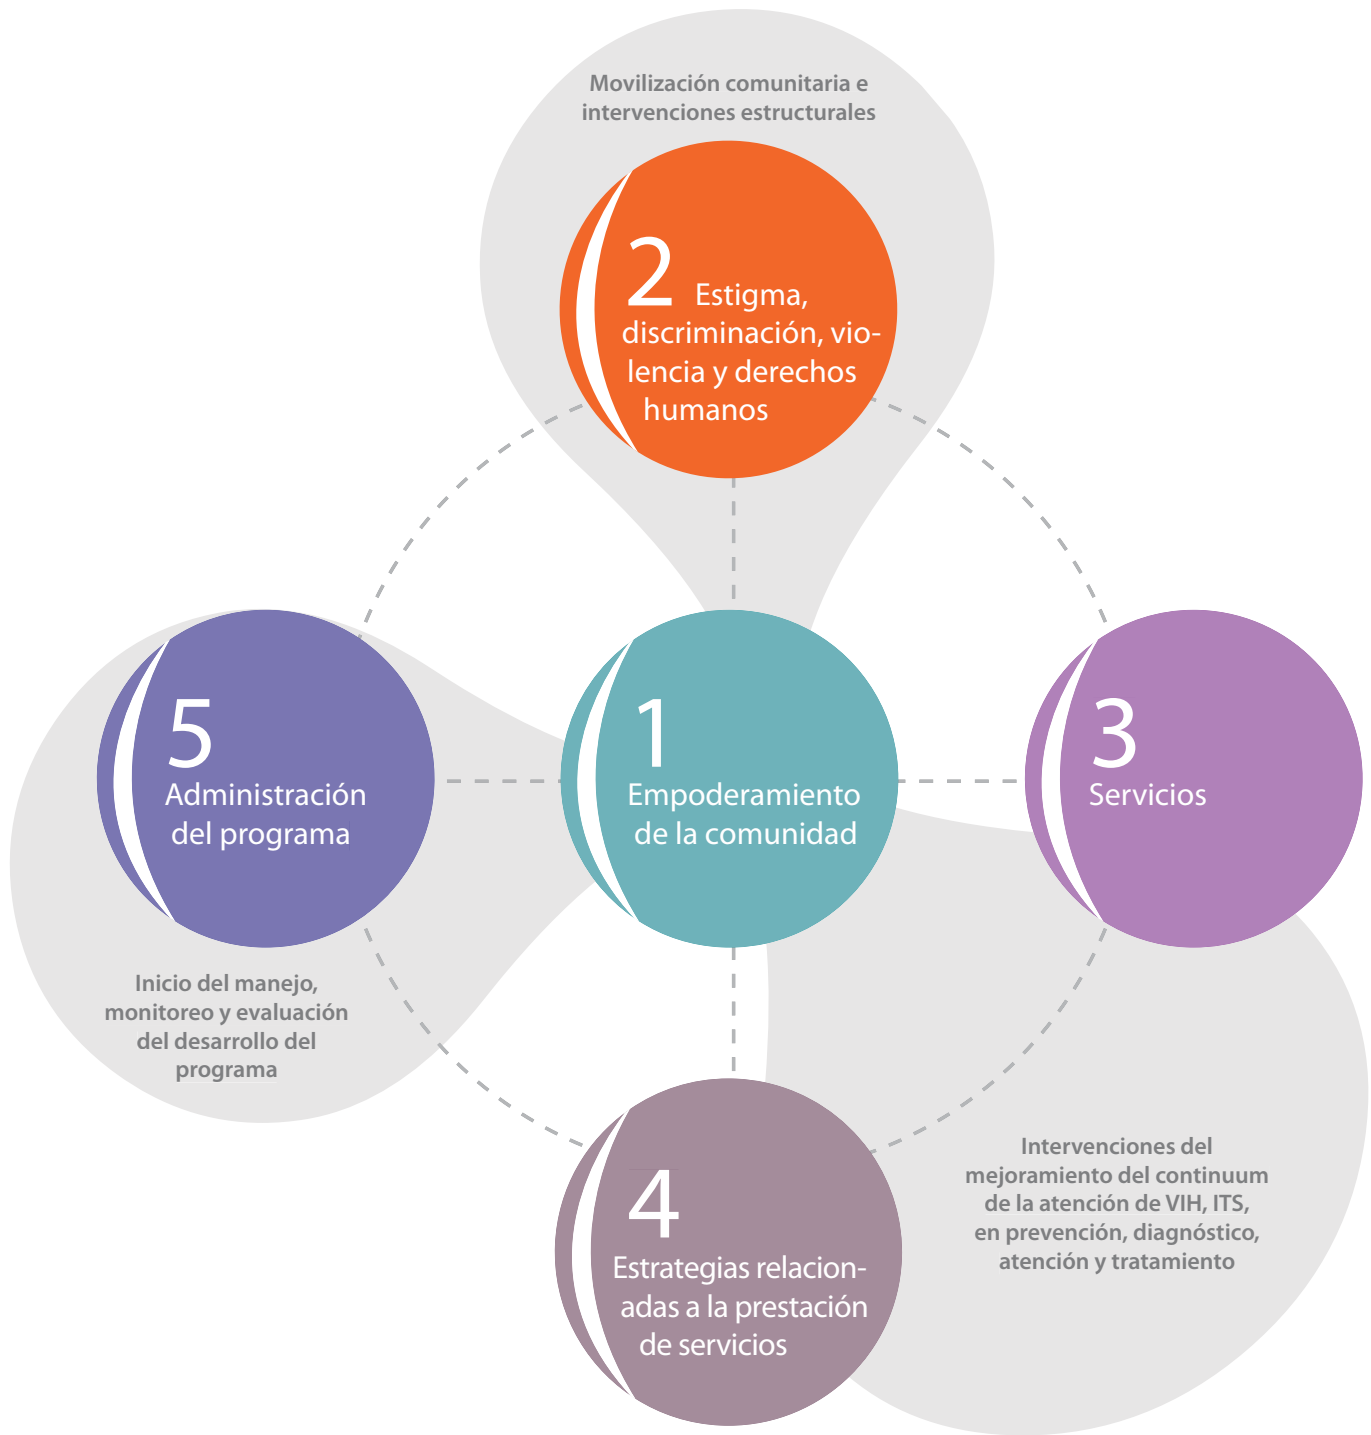 Movilización comunitaria e
intervenciones estructurales
2 Estigma,
discriminación, vio-
lencia y derechos
humanos
5
Administración
del programa
1
Empoderamiento
de la comunidad
3
Servicios
Inicio del manejo,
monitoreo y evaluación
del desarrollo del
programa
4
Estrategias relacion-
adas a la prestación
de servicios
Intervenciones del
mejoramiento del continuum
de la atención de VIH, ITS,
en prevención, diagnóstico,
atención y tratamiento